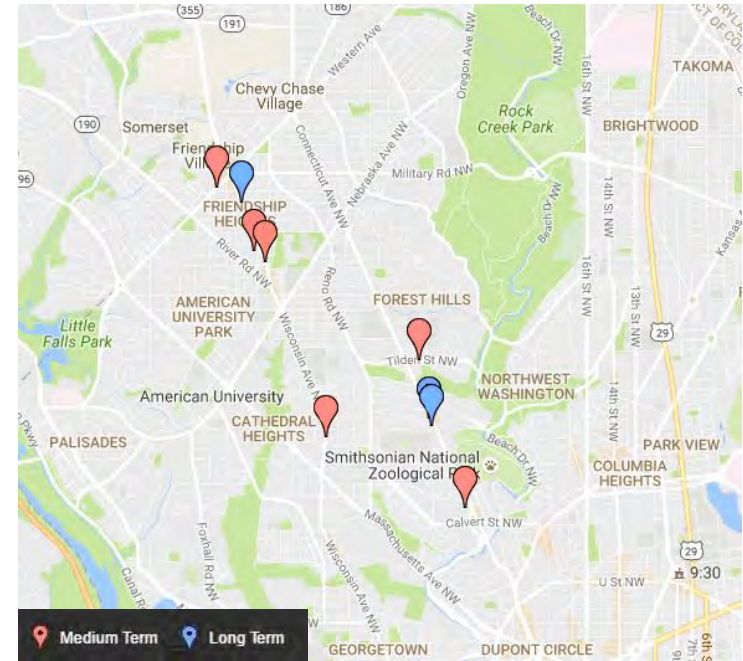 355
191
186
Western Ave
Beach Dr NW
Oregon Ave NW
16th St NW
TAKOMA
Chevy Chase
Village
Rock
Creek Park
BRIGHTWOOD
190
Somerset
Friendship
Connecticut Ave NW
Nebraska Ave NW
Military Rd NW
14th St NW
Beach Dr NW
FRIENDSHIP
River Rd NW
Reno Rd NW
FOREST HILLS
16th St NW
13th St NW
AMERICAN
UNIVERSITY
PARK
Little
Falls Park
Wisconsin Ave
29
Tilden St NW
NORTHWEST
WASHINGTON
14th St NW
American University
CATHEDRAL
HEIGHTS
PALISADES
Beach Dr NW
PARK VIEW
Smithsonian National
Zoological
COLUMBIA
HEIGHTS
Foxhall Rd NW
Massachusetts Ave NW
Calvert St NW
Wisconsin Ave NW
29
9:30
U St NW
Canal
Medium Term
Long Term
GEORGETOWN
DUPONT CIRCLE
7th
6th S